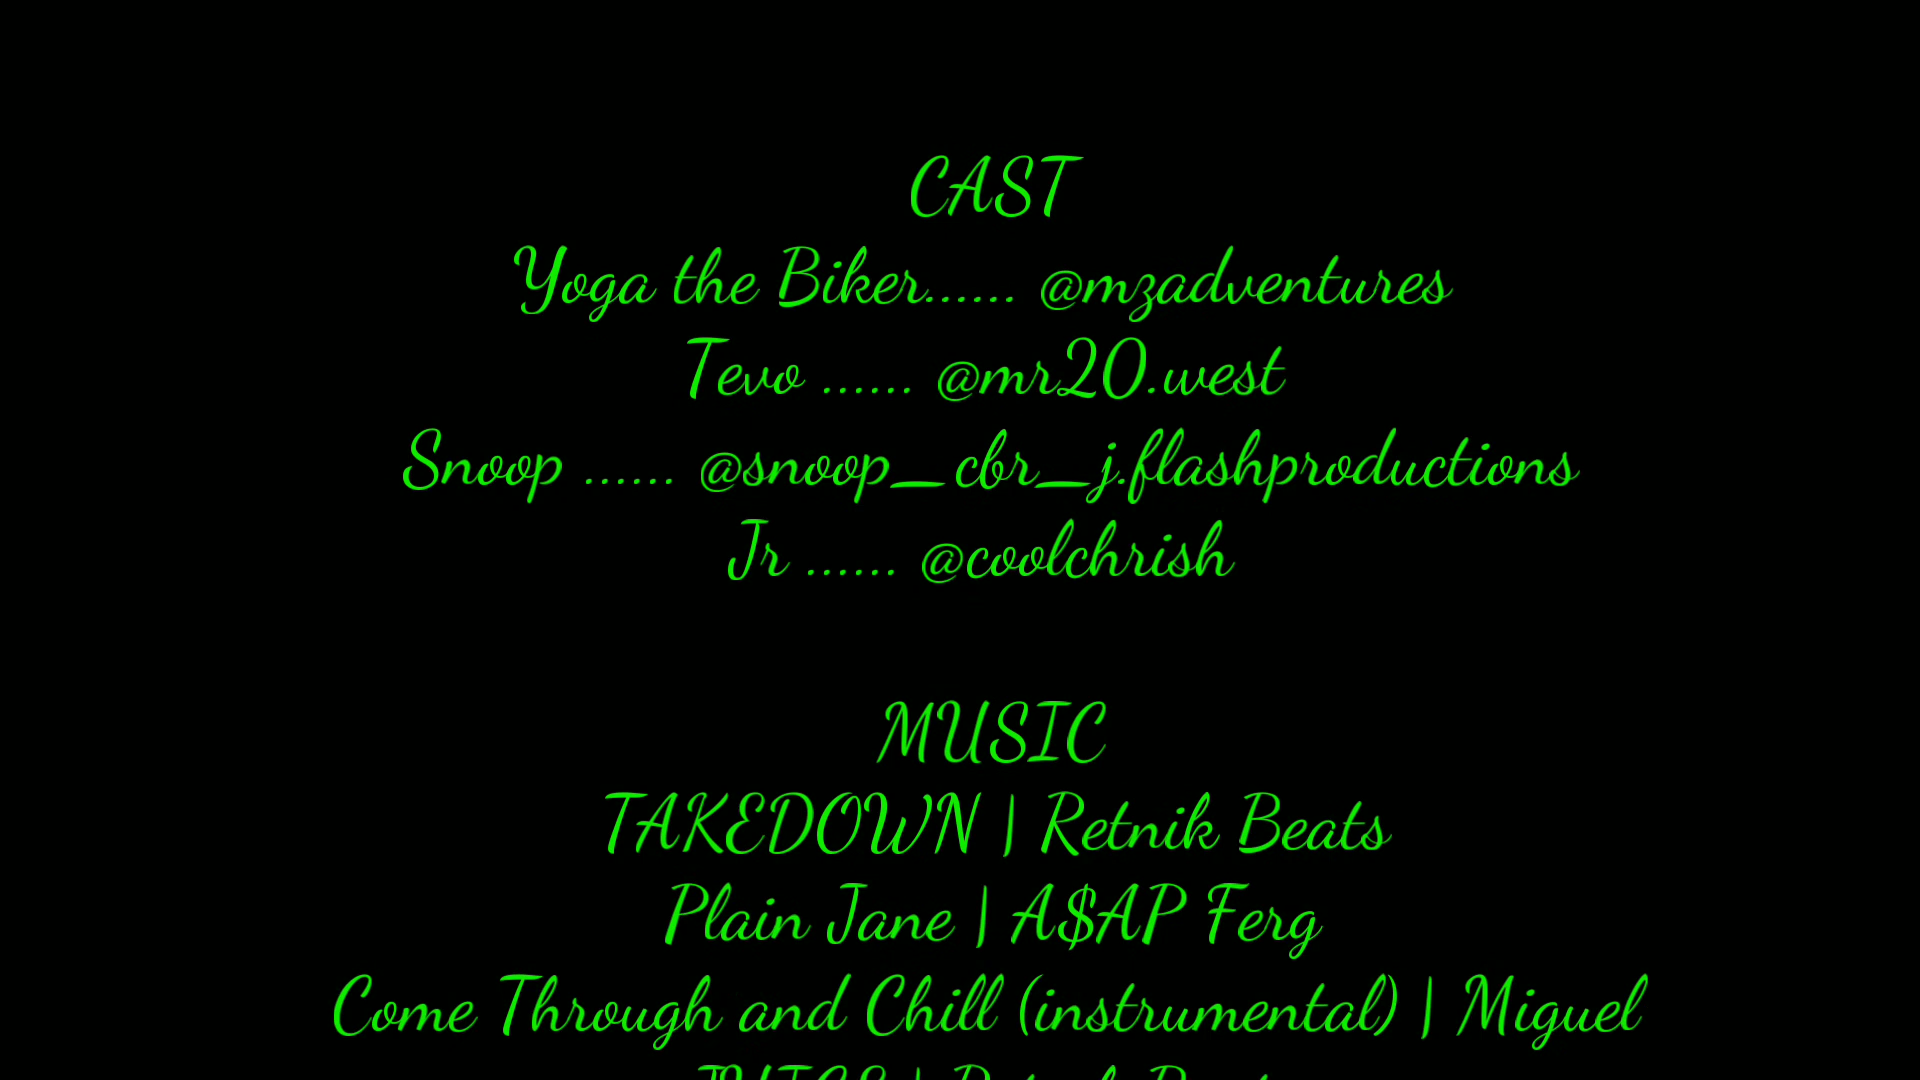 CAST
Yoga the Biker...... @mzadventures
Tevo ...... @mr20.west
Snoop ...... @snoop_cbr_j.flashproductions
Jr ...... @coolchrish
MUSIC
TAKEDOWN | Retnik Beats
Plain Jane | A$AP Ferg
Come Through and Chill (instrumental) | Miguel